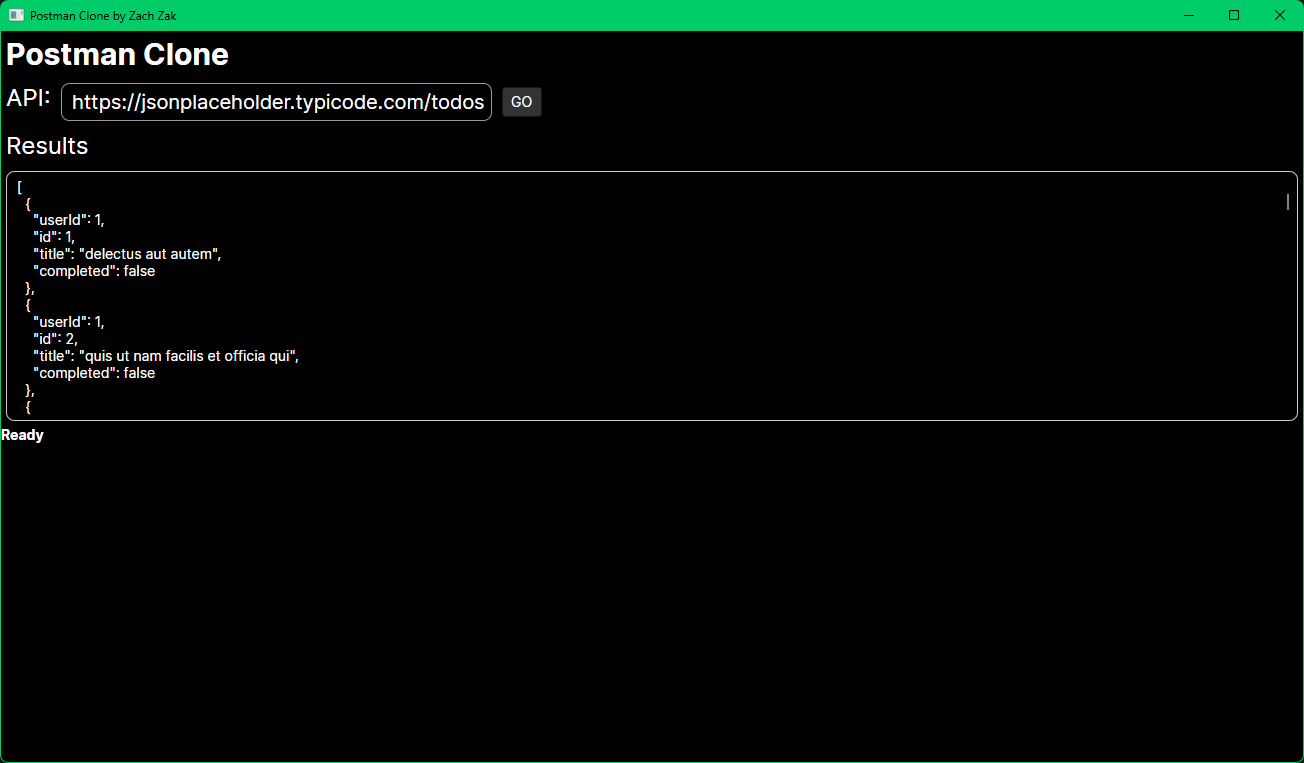 Postman Clone by Zach Zak
Postman Clone
API: https://jsonplaceholder.typicode.com/todos GO
Results
[
  {
    "userId": 1,
    "id": 1,
    "title": "delectus aut autem",
    "completed": false
  },
  {
    "userId": 1,
    "id": 2,
    "title": "quis ut nam facilis et officia qui",
    "completed": false
  },
  {
Ready